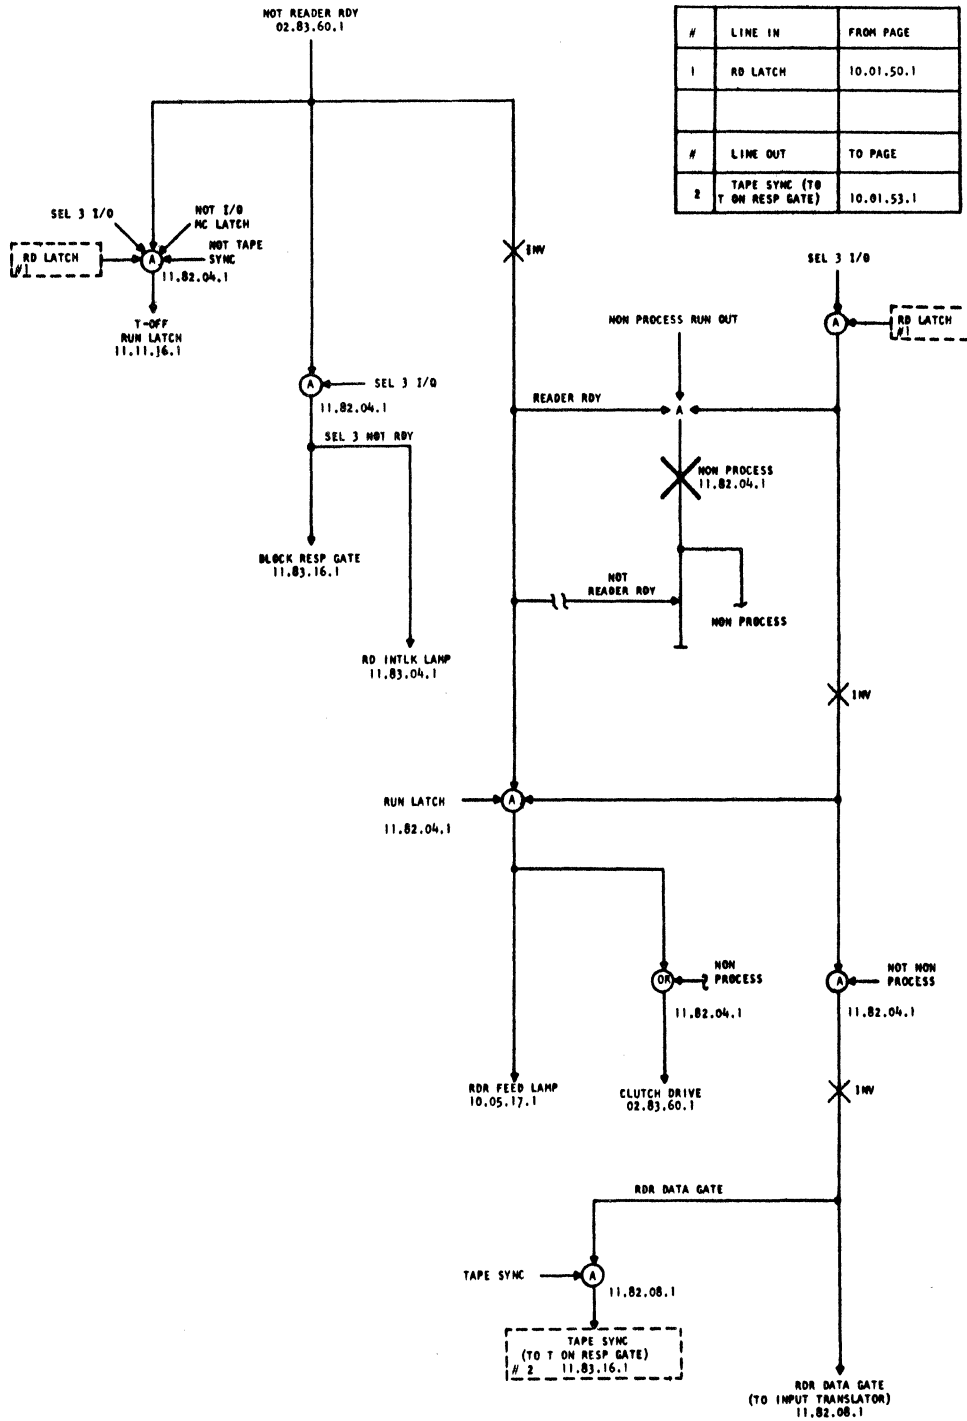 NOT READER RDY
02.83.60.1
# LINE IN FROM PAGE
1 RD LATCH 10.01.50.1
# LINE OUT TO PAGE
2 TAPE SYNC (TO T ON RESP GATE) 10.01.53.1
SEL 3 I/O
NOT I/O
MC LATCH
RD LATCH
#1
A
NOT TAPE
SYNC
11.82.04.1
T-OFF
RUN LATCH
11.11.16.1
INV
SEL 3 I/O
A
RD LATCH
#1
NON PROCESS RUN OUT
A
SEL 3 I/O
11.82.04.1
READER RDY
A
SEL 3 NOT RDY
NON PROCESS
11.82.04.1
BLOCK RESP GATE
11.83.16.1
NOT
READER RDY
NON PROCESS
RD INTLK LAMP
11.83.04.1
INV
RUN LATCH
A
11.82.04.1
OR
NON
PROCESS
11.82.04.1
A
NOT NON
PROCESS
11.82.04.1
RDR FEED LAMP
10.05.17.1
CLUTCH DRIVE
02.83.60.1
INV
RDR DATA GATE
TAPE SYNC
A
11.82.08.1
TAPE SYNC
(TO T ON RESP GATE)
# 2 11.83.16.1
RDR DATA GATE
(TO INPUT TRANSLATOR)
11.82.08.1